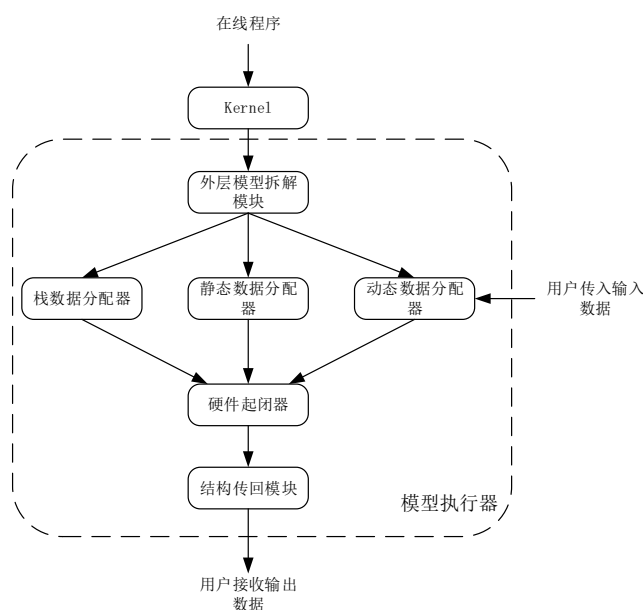 在线程序
Kernel
外层模型拆解
模块
栈数据分配器
静态数据分配
器
动态数据分配
器
用户传入输入
数据
硬件起闭器
结构传回模块
模型执行器
用户接收输出
数据